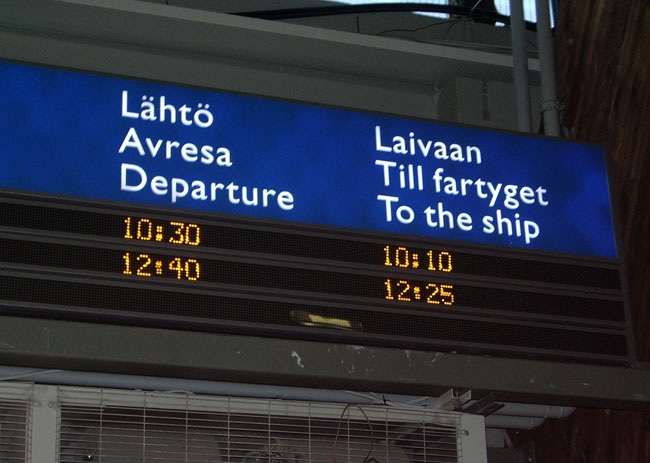 Lähtö
Avresa
Departure
Laivaan
Till fartyget
To the ship
10:30 10:10
12:40 12:25